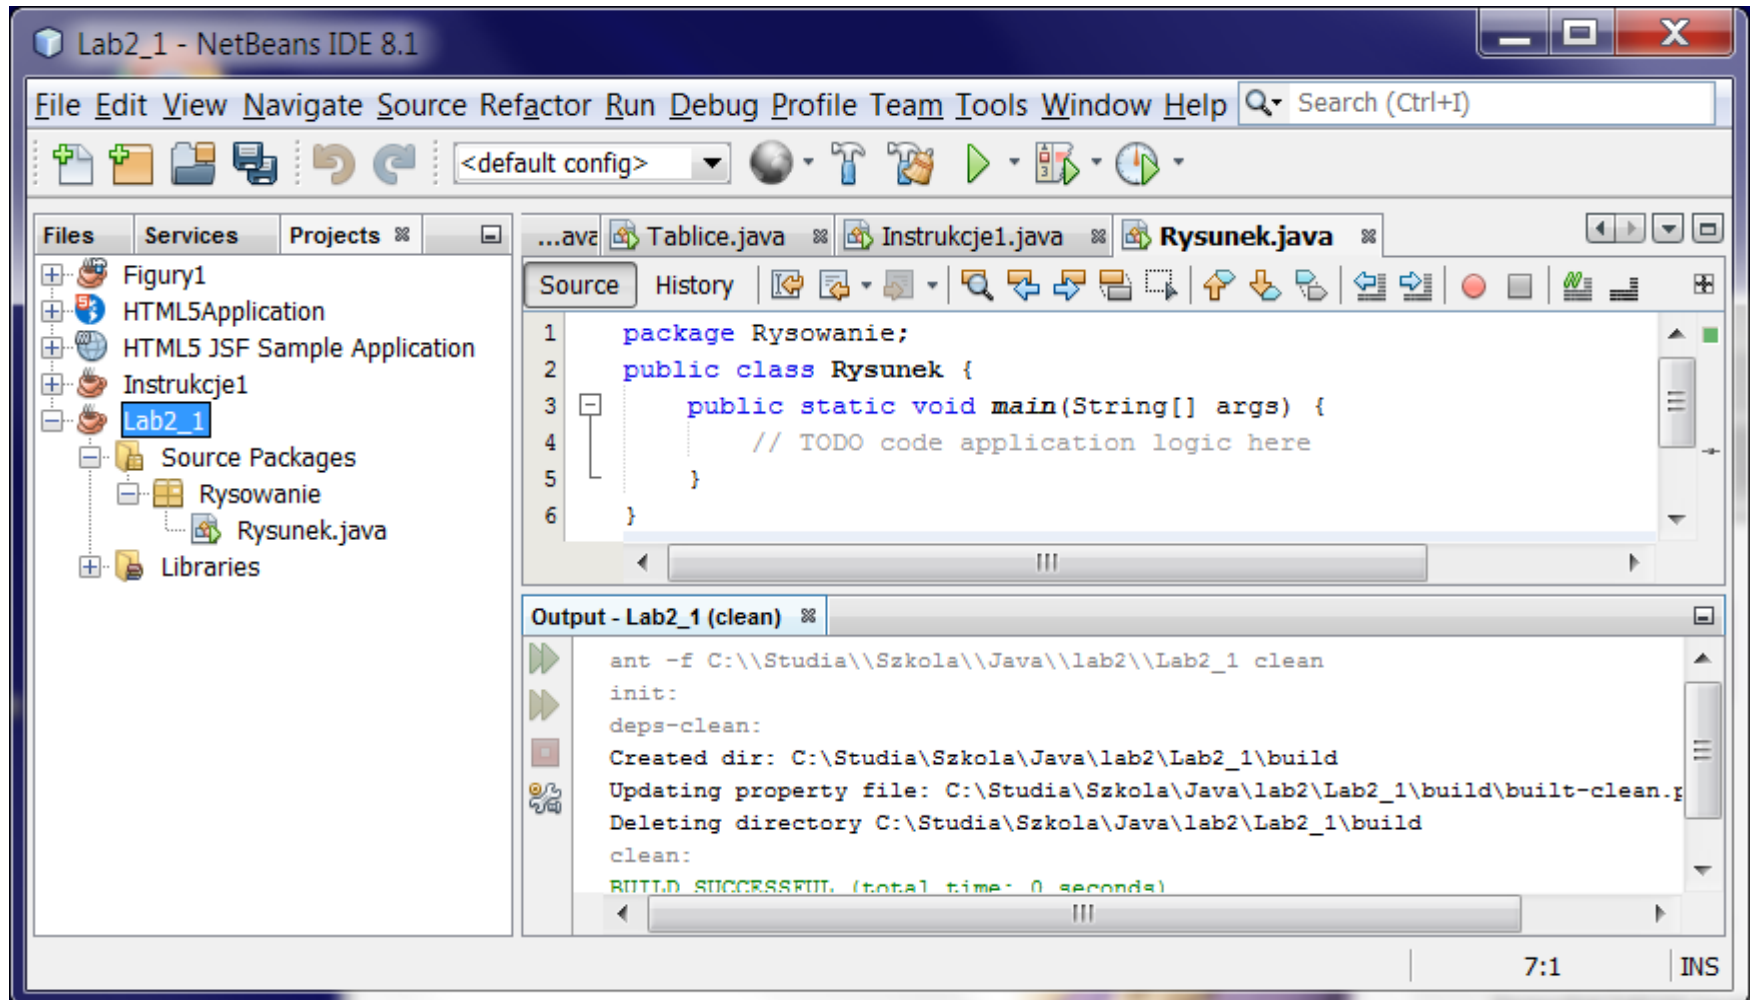 Lab2_1 - NetBeans IDE 8.1
File Edit View Navigate Source Refactor Run Debug Profile Team Tools Window Help Search (Ctrl+I)
<default config>
Files Services Projects
Figury1
HTML5Application
HTML5 JSF Sample Application
Instrukcje1
Lab2_1
Source Packages
Rysowanie
Rysunek.java
Libraries
...ava Tablice.java Instrukcje1.java Rysunek.java
Source History
1 package Rysowanie;
2 public class Rysunek {
3 public static void main(String[] args) {
4 // TODO code application logic here
5 }
6 }
Output - Lab2_1 (clean)
ant -f C:\\Studia\\Szkola\\Java\\lab2\\Lab2_1 clean
init:
deps-clean:
Created dir: C:\Studia\Szkola\Java\lab2\Lab2_1\build
Updating property file: C:\Studia\Szkola\Java\lab2\Lab2_1\build\built-clean.p
Deleting directory C:\Studia\Szkola\Java\lab2\Lab2_1\build
clean:
BUILD SUCCESSFUL (total time: 0 seconds)
7:1 INS